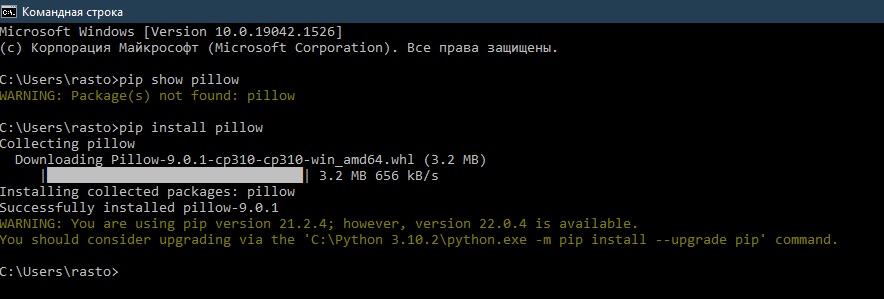 Командная строка
Microsoft Windows [Version 10.0.19042.1526]
(c) Корпорация Майкрософт (Microsoft Corporation). Все права защищены.
C:\Users\rasto>pip show pillow
WARNING: Package(s) not found: pillow
C:\Users\rasto>pip install pillow
Collecting pillow
  Downloading Pillow-9.0.1-cp310-cp310-win_amd64.whl (3.2 MB)
     |████████████████████████████████| 3.2 MB 656 kB/s
Installing collected packages: pillow
Successfully installed pillow-9.0.1
WARNING: You are using pip version 21.2.4; however, version 22.0.4 is available.
You should consider upgrading via the 'C:\Python 3.10.2\python.exe -m pip install --upgrade pip' command.
C:\Users\rasto>